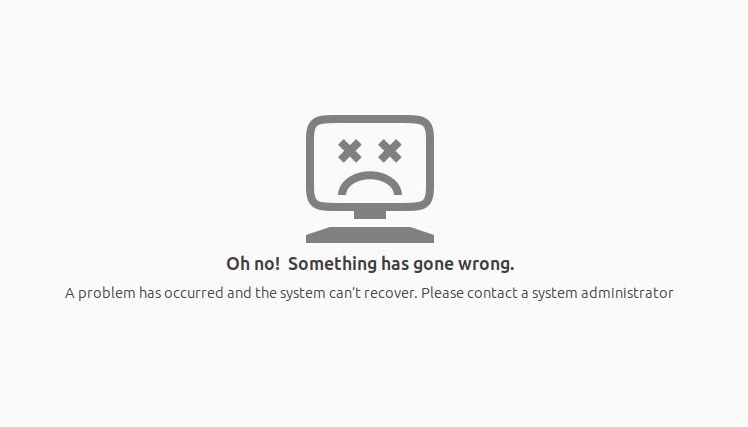 Oh no!  Something has gone wrong.
A problem has occurred and the system can't recover. Please contact a system administrator